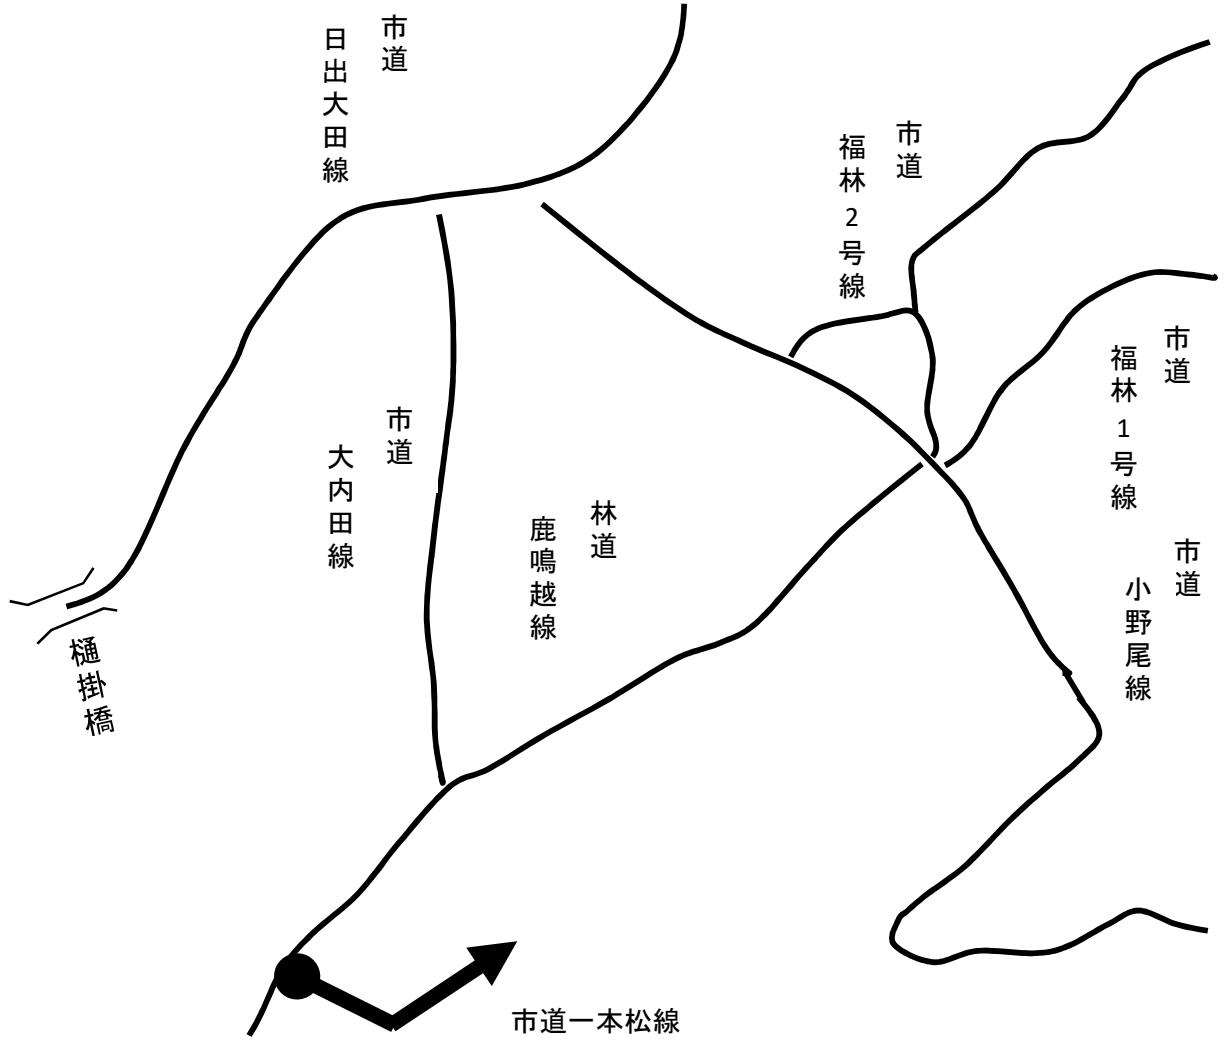 市道
日出大田線
市道
福林2号線
市道
福林1号線
市道
小野尾線
市道
大内田線
林道
鹿鳴越線
樋掛橋
市道一本松線